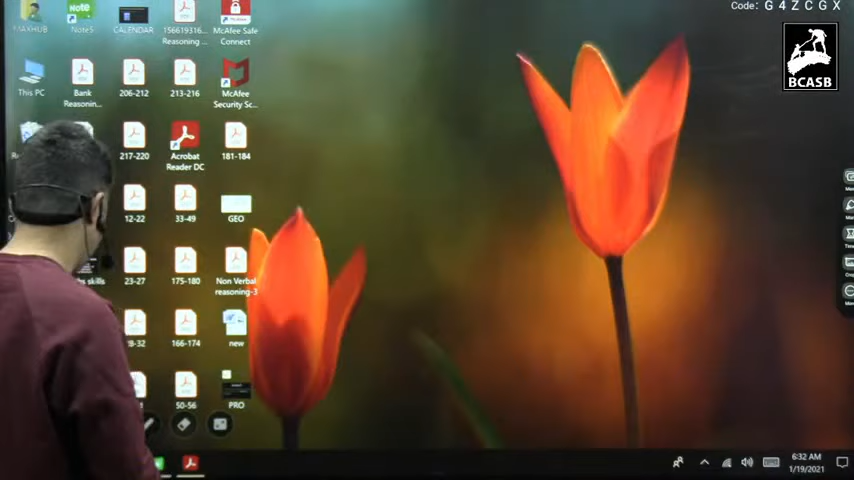 Code: G 4 Z C G X
BCASB
MAXHUB
Note5
CALENDAR
156619316...
Reasoning ...
McAfee Safe
Connect
This PC
Bank
Reasonin...
206-212
213-216
McAfee
Security Sc...
217-220
Acrobat
Reader DC
181-184
12-22
33-49
GEO
skills
23-27
175-180
Non Verbal
reasoning-3
166-174
new
50-56
PRO
6:32 AM
1/19/2021